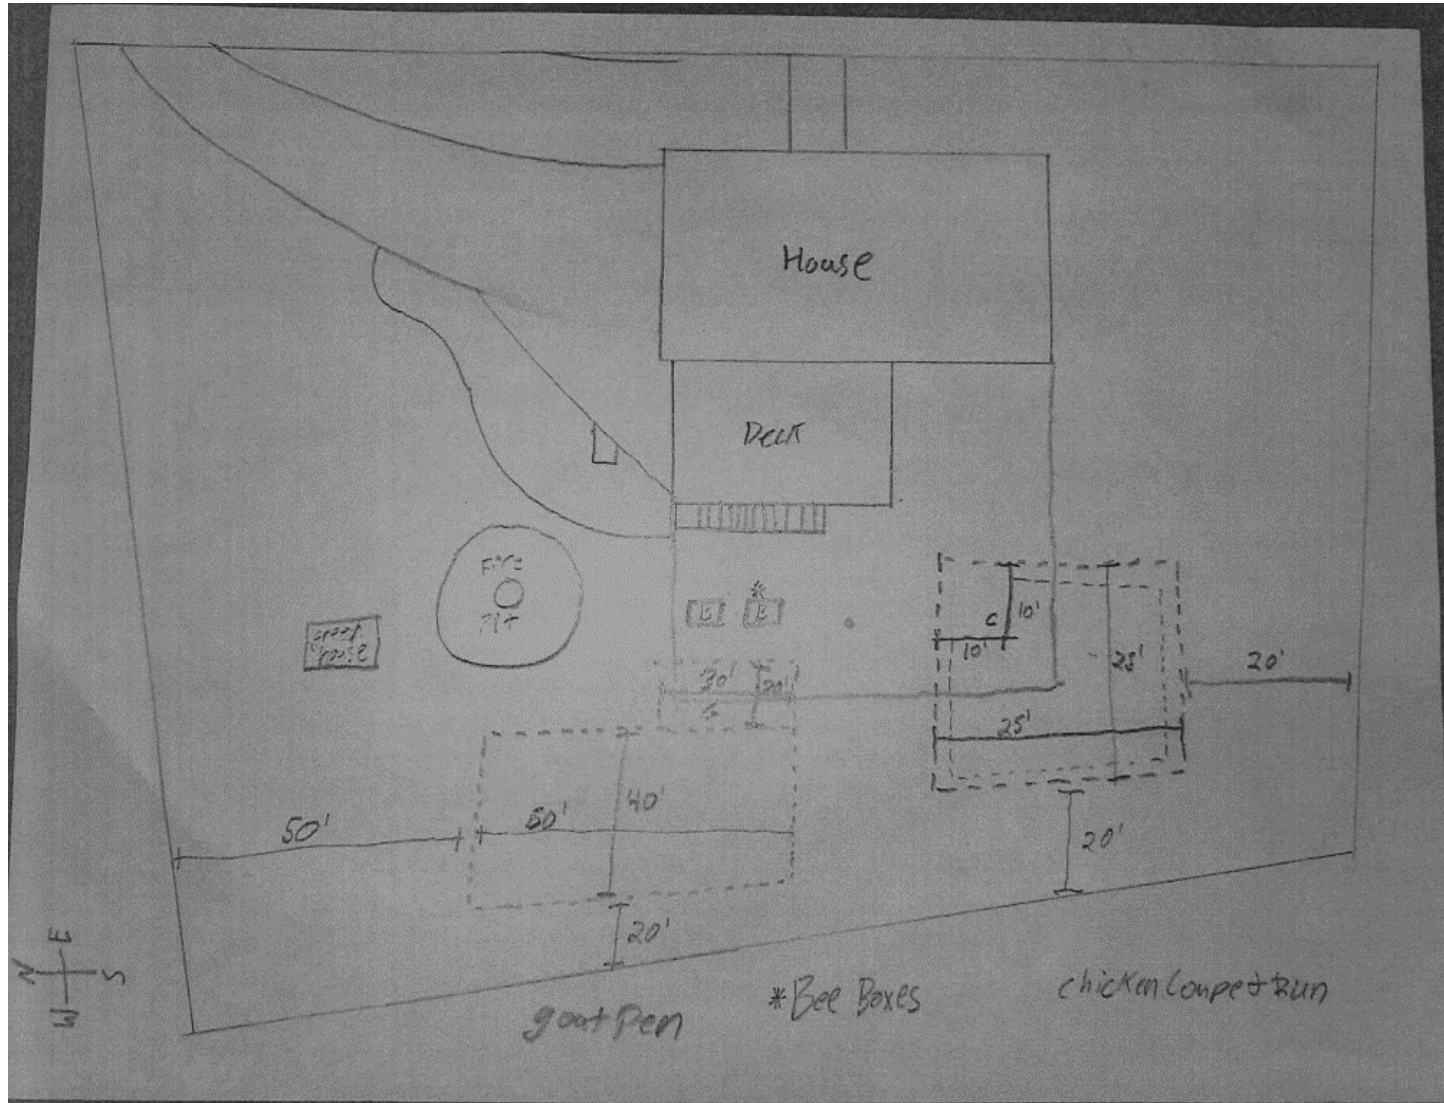 House
Deck
fire
Pit
green
house
B
*
B
C
10'
10'
25'
25'
20'
30'
20'
G
50'
50'
40'
20'
20'
N
E
S
W
goat Pen
*Bee Boxes
chicken Coupe + Run